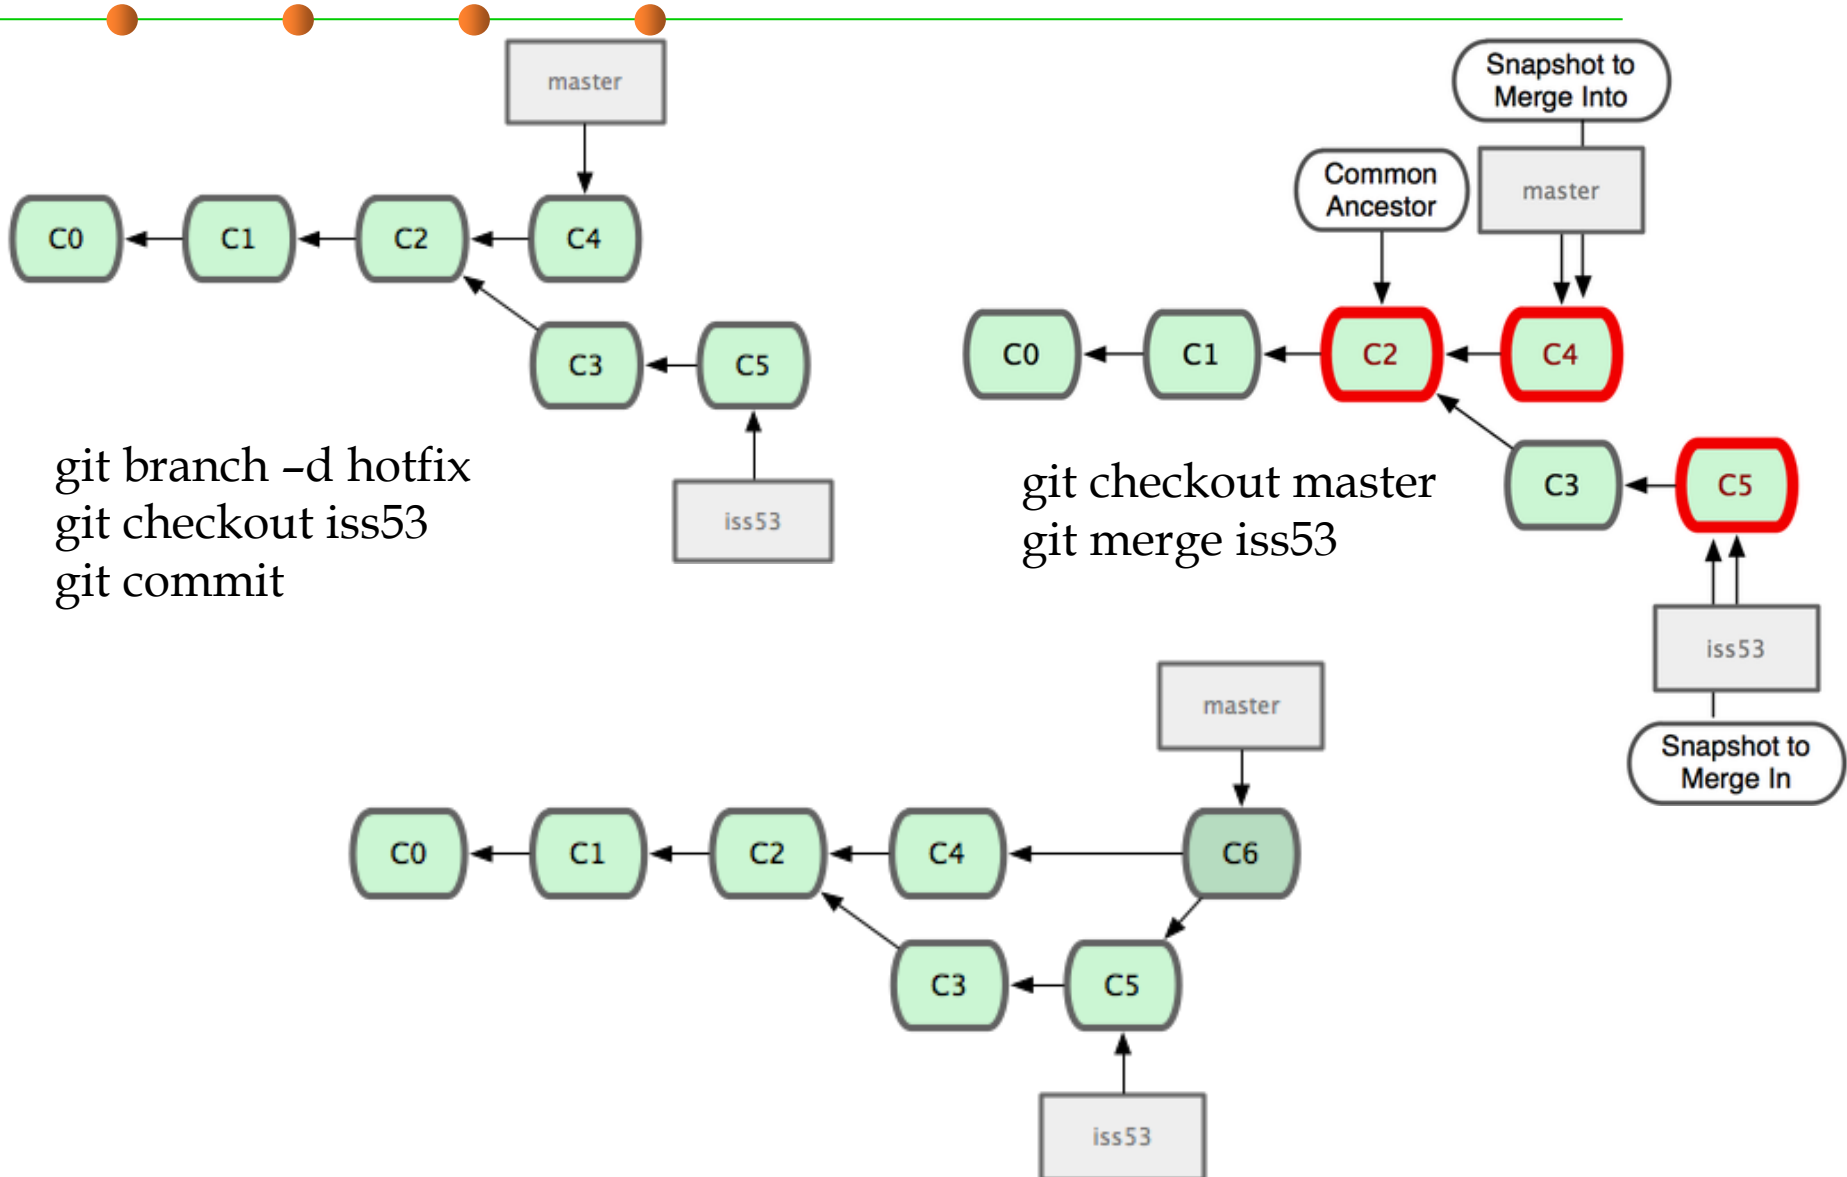 master
C0
C1
C2
C4
C3
C5
iss53
git branch –d hotfix
git checkout iss53
git commit
Snapshot to
Merge Into
Common
Ancestor
master
C0
C1
C2
C4
C3
C5
iss53
Snapshot to
Merge In
git checkout master
git merge iss53
master
C0
C1
C2
C4
C6
C3
C5
iss53